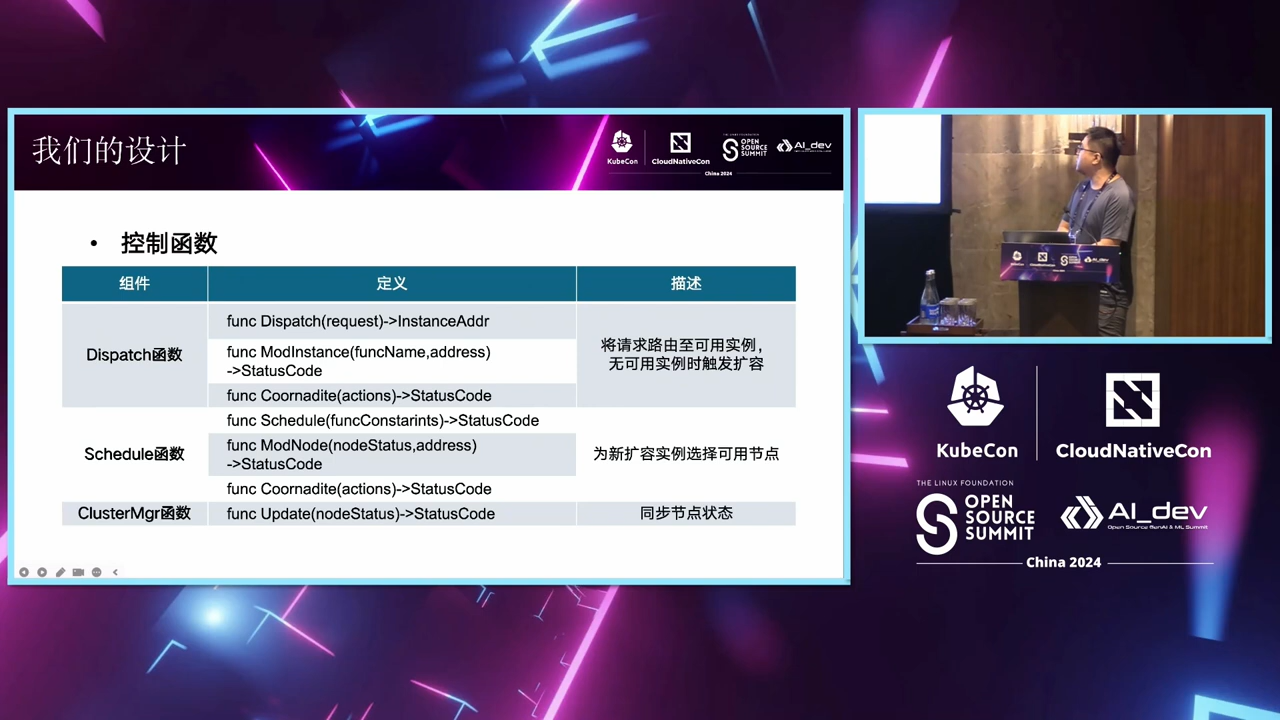 我们的设计
KubeCon
CloudNativeCon
THE LINUX FOUNDATION
OPEN
SOURCE
SUMMIT
AI_dev
China 2024
• 控制函数
组件 定义 描述
Dispatch函数
func Dispatch(request)->InstanceAddr
func ModInstance(funcName,address)
->StatusCode
func Coornadite(actions)->StatusCode
将请求路由至可用实例，
无可用实例时触发扩容
Schedule函数
func Schedule(funcConstarints)->StatusCode
func ModNode(nodeStatus,address)
->StatusCode
func Coornadite(actions)->StatusCode
为新扩容实例选择可用节点
ClusterMgr函数
func Update(nodeStatus)->StatusCode
同步节点状态
KubeCon
CloudNativeCon
THE LINUX FOUNDATION
OPEN
SOURCE
SUMMIT
AI_dev
Open Source GenAI & ML Summit
China 2024